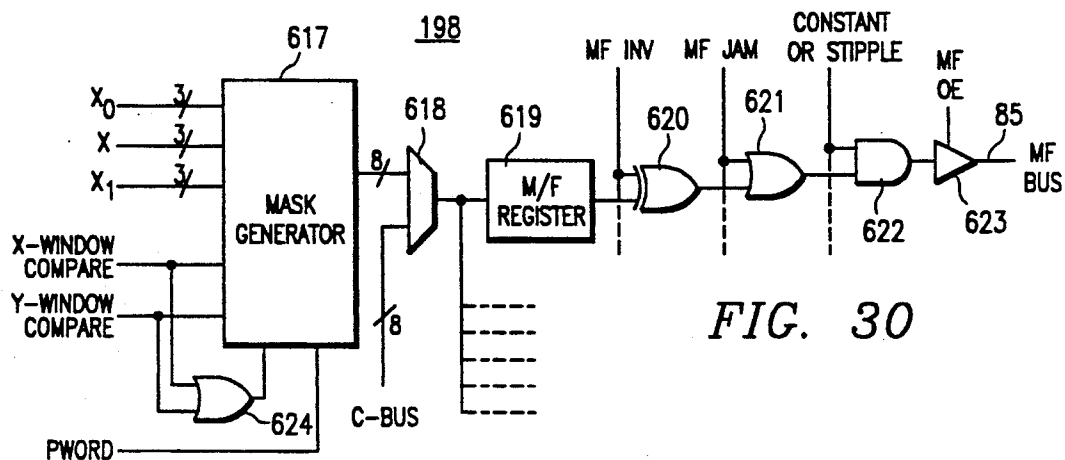 617
198
CONSTANT
OR STIPPLE
MF INV
MF JAM
MF
OE
X0
3
618
619
620
621
85
X
3
X1
3
8
MASK
GENERATOR
M/F
REGISTER
MF
BUS
622
623
X-WINDOW
COMPARE
Y-WINDOW
COMPARE
8
FIG. 30
624
C-BUS
PWORD